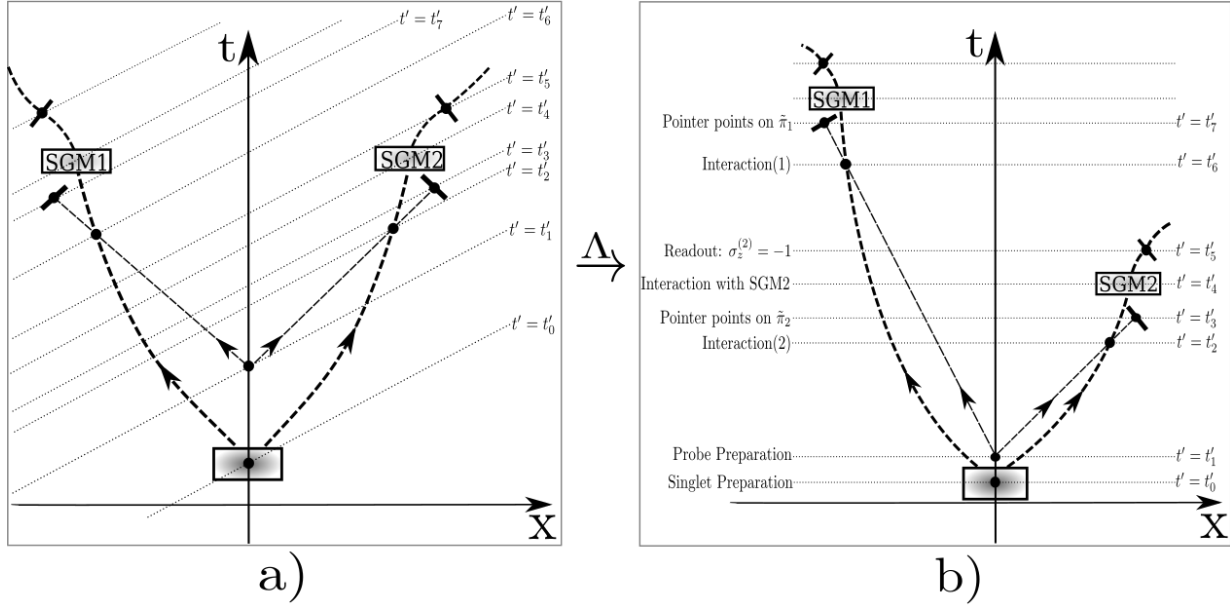 t
t' = t'_7
t' = t'_6
t' = t'_5
t' = t'_4
t' = t'_3
t' = t'_2
t' = t'_1
t' = t'_0
SGM1
SGM2
x
a)
Λ
→
t
SGM1
Pointer points on π̃_1
t' = t'_7
Interaction(1)
t' = t'_6
Readout: σ_z^{(2)} = −1
t' = t'_5
Interaction with SGM2
SGM2
t' = t'_4
Pointer points on π̃_2
t' = t'_3
Interaction(2)
t' = t'_2
Probe Preparation
t' = t'_1
Singlet Preparation
t' = t'_0
x
b)